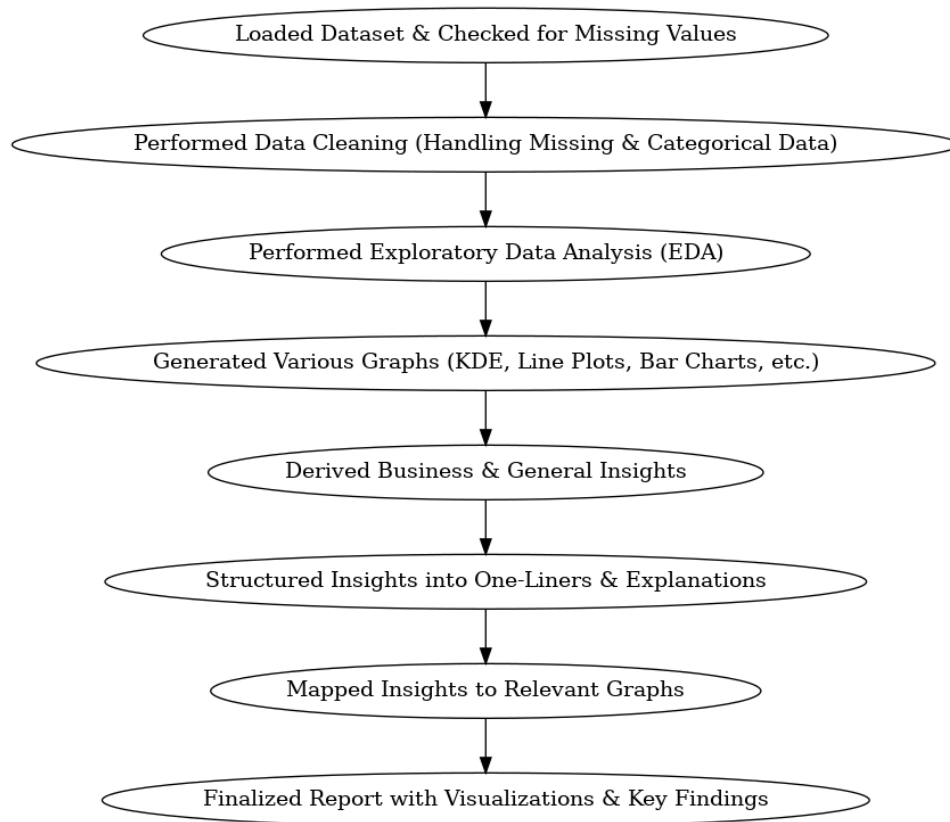 Loaded Dataset & Checked for Missing Values
Performed Data Cleaning (Handling Missing & Categorical Data)
Performed Exploratory Data Analysis (EDA)
Generated Various Graphs (KDE, Line Plots, Bar Charts, etc.)
Derived Business & General Insights
Structured Insights into One-Liners & Explanations
Mapped Insights to Relevant Graphs
Finalized Report with Visualizations & Key Findings